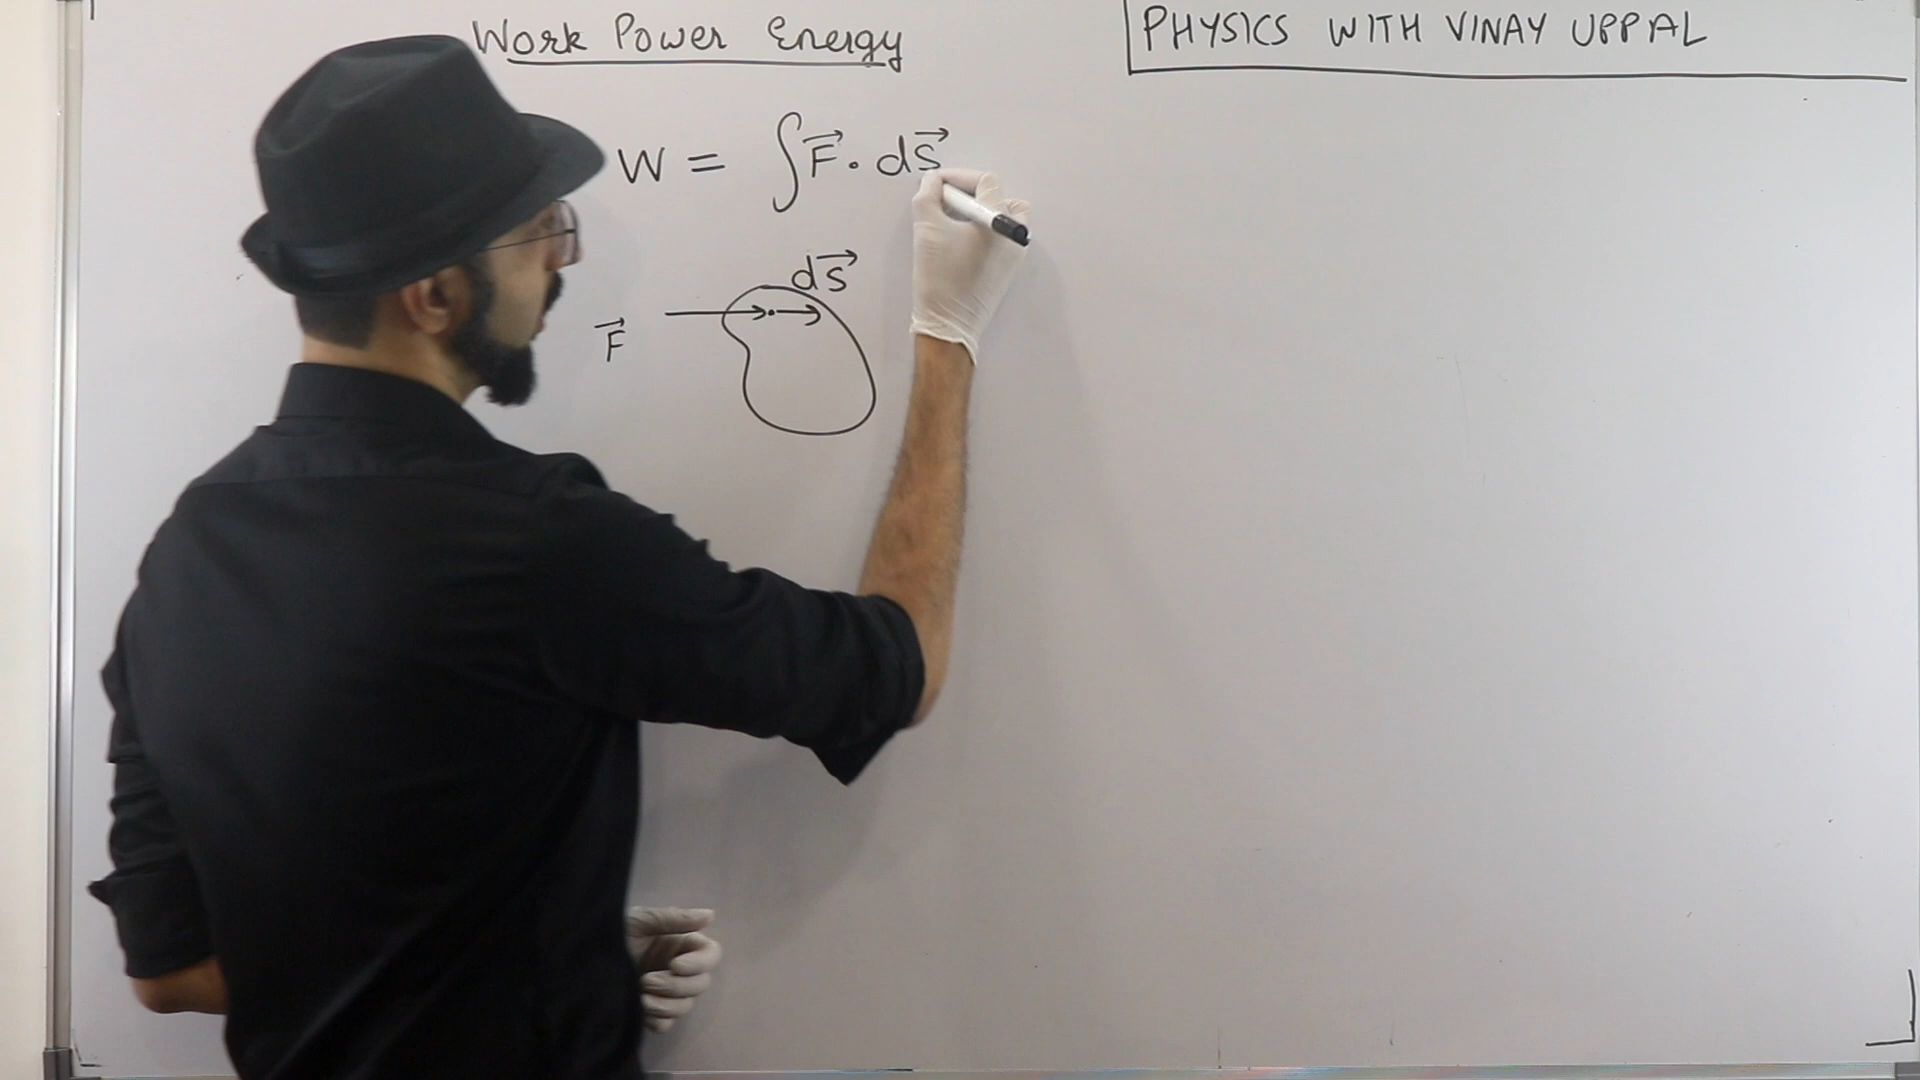 Work Power Energy
PHYSICS WITH VINAY UPPAL
W = ∫F⃗ . ds⃗
ds⃗
F⃗